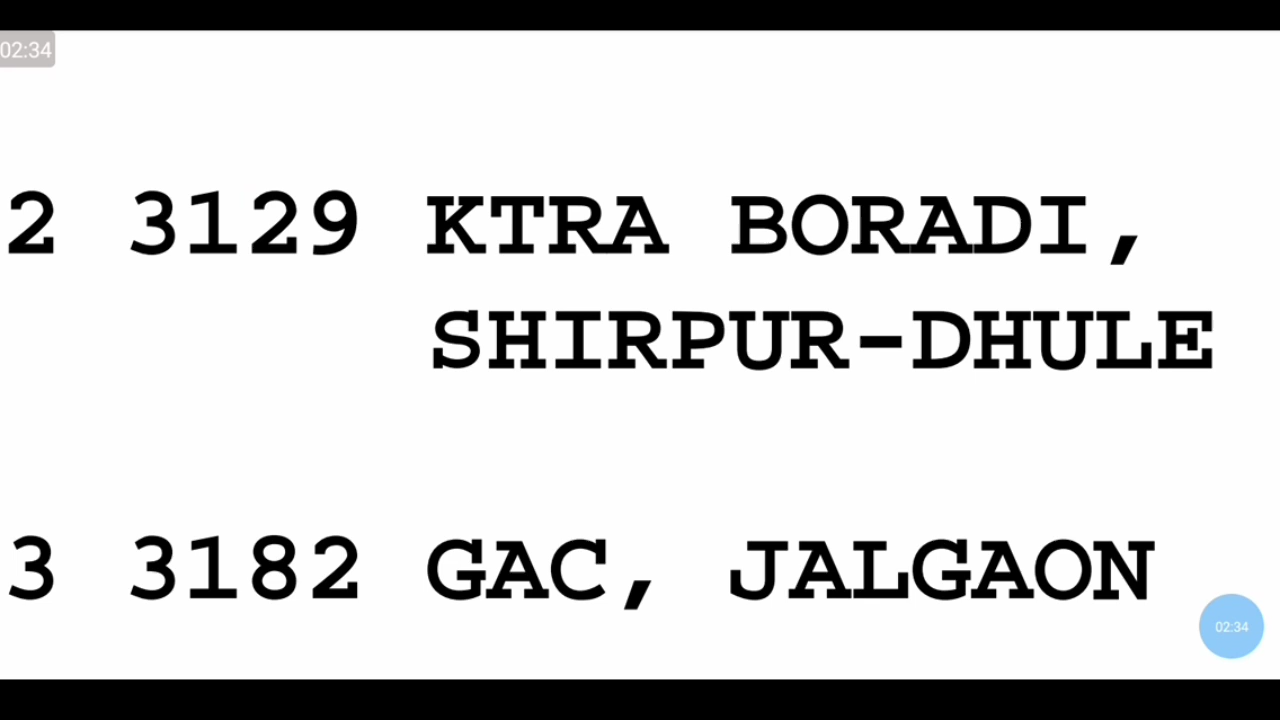 02:34
2 3129 KTRA BORADI,
SHIRPUR-DHULE
3 3182 GAC, JALGAON
02:34